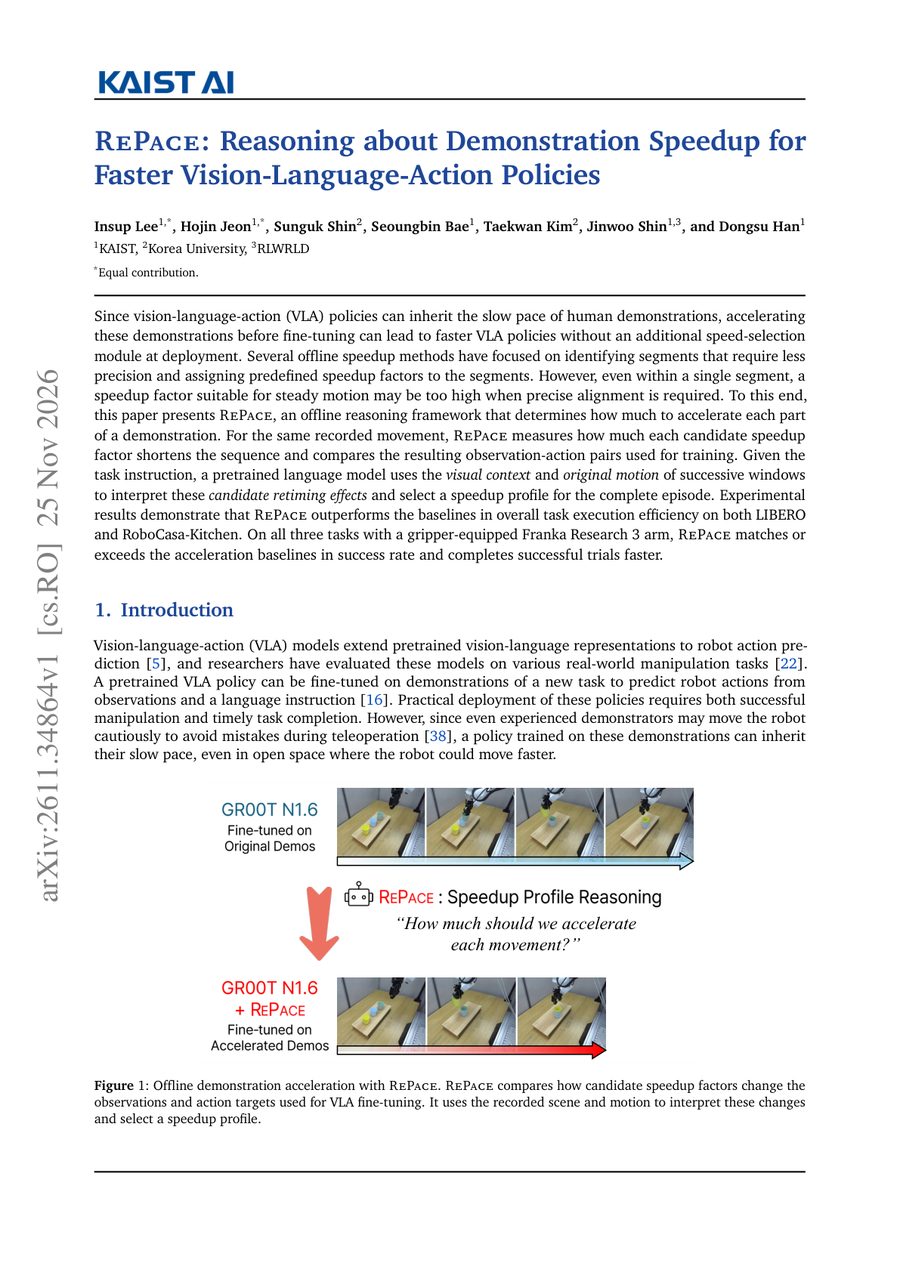 KAIST AI
REPACE: Reasoning about Demonstration Speedup for
Faster Vision-Language-Action Policies
Insup Lee1,*, Hojin Jeon1,*, Sunguk Shin2, Seoungbin Bae1, Taekwan Kim2, Jinwoo Shin1,3, and Dongsu Han1
1KAIST, 2Korea University, 3RLWRLD
*Equal contribution.
Since vision-language-action (VLA) policies can inherit the slow pace of human demonstrations, accelerating
these demonstrations before fine-tuning can lead to faster VLA policies without an additional speed-selection
module at deployment. Several offline speedup methods have focused on identifying segments that require less
precision and assigning predefined speedup factors to the segments. However, even within a single segment, a
speedup factor suitable for steady motion may be too high when precise alignment is required. To this end,
this paper presents REPACE, an offline reasoning framework that determines how much to accelerate each part
of a demonstration. For the same recorded movement, REPACE measures how much each candidate speedup
factor shortens the sequence and compares the resulting observation-action pairs used for training. Given the
task instruction, a pretrained language model uses the visual context and original motion of successive windows
to interpret these candidate retiming effects and select a speedup profile for the complete episode. Experimental
results demonstrate that REPACE outperforms the baselines in overall task execution efficiency on both LIBERO
and RoboCasa-Kitchen. On all three tasks with a gripper-equipped Franka Research 3 arm, REPACE matches or
exceeds the acceleration baselines in success rate and completes successful trials faster.
1. Introduction
Vision-language-action (VLA) models extend pretrained vision-language representations to robot action pre-
diction [5], and researchers have evaluated these models on various real-world manipulation tasks [22].
A pretrained VLA policy can be fine-tuned on demonstrations of a new task to predict robot actions from
observations and a language instruction [16]. Practical deployment of these policies requires both successful
manipulation and timely task completion. However, since even experienced demonstrators may move the robot
cautiously to avoid mistakes during teleoperation [38], a policy trained on these demonstrations can inherit
their slow pace, even in open space where the robot could move faster.
GR00T N1.6
Fine-tuned on
Original Demos
REPACE : Speedup Profile Reasoning
“How much should we accelerate
each movement?”
GR00T N1.6
+ REPACE
Fine-tuned on
Accelerated Demos
Figure 1: Offline demonstration acceleration with REPACE. REPACE compares how candidate speedup factors change the
observations and action targets used for VLA fine-tuning. It uses the recorded scene and motion to interpret these changes
and select a speedup profile.
arXiv:2611.34864v1 [cs.RO] 25 Nov 2026